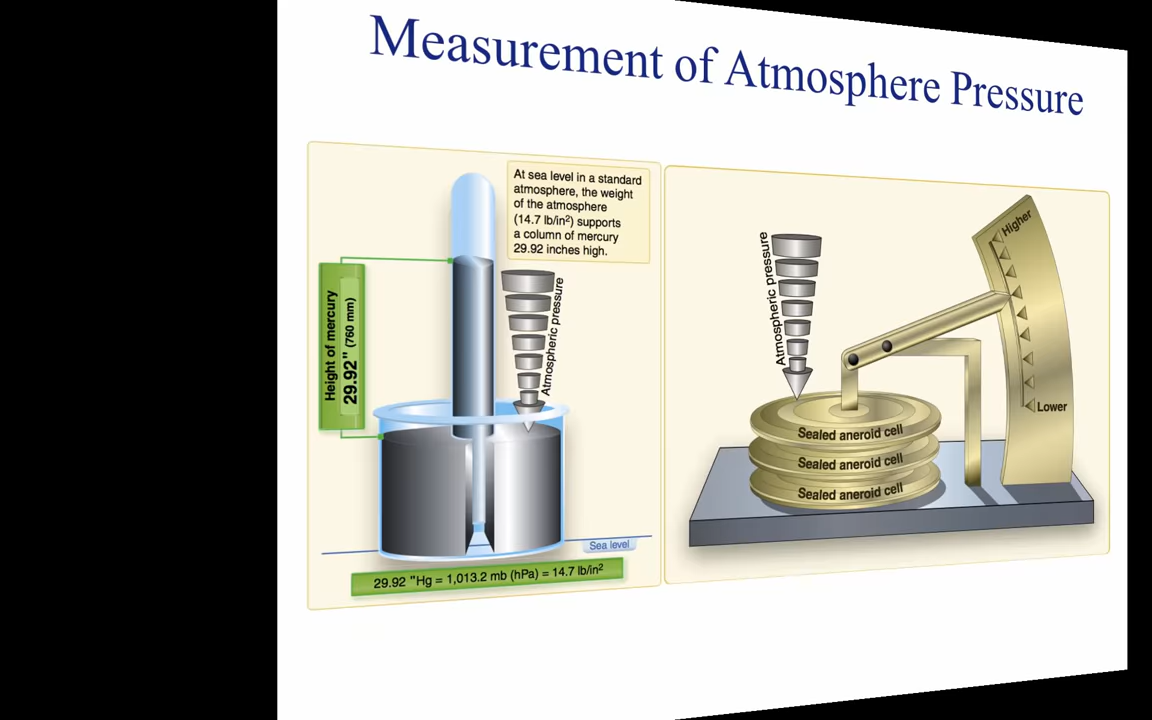 Measurement of Atmosphere Pressure
At sea level in a standard
atmosphere, the weight
of the atmosphere
(14.7 lb/in²) supports
a column of mercury
29.92 inches high.
Height of mercury
29.92" (760 mm)
Atmospheric pressure
Sea level
29.92 "Hg = 1,013.2 mb (hPa) = 14.7 lb/in²
Atmospheric pressure
Higher
Lower
Sealed aneroid cell
Sealed aneroid cell
Sealed aneroid cell